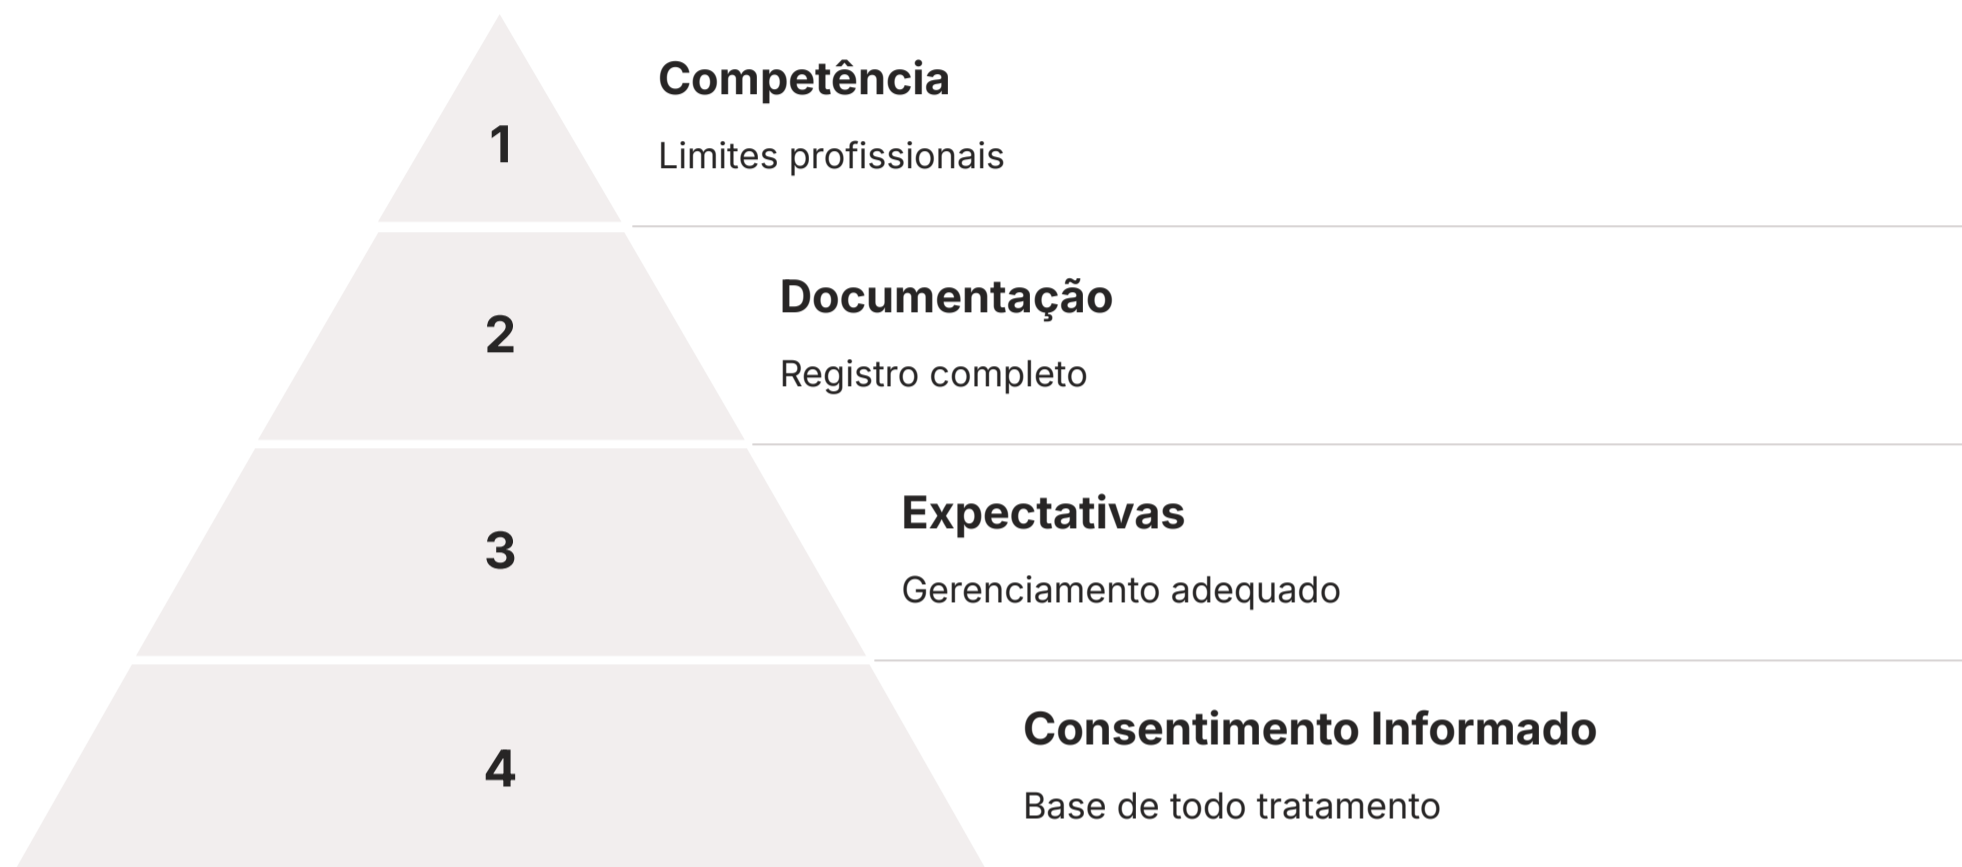 1
Competência
Limites profissionais
2
Documentação
Registro completo
3
Expectativas
Gerenciamento adequado
4
Consentimento Informado
Base de todo tratamento